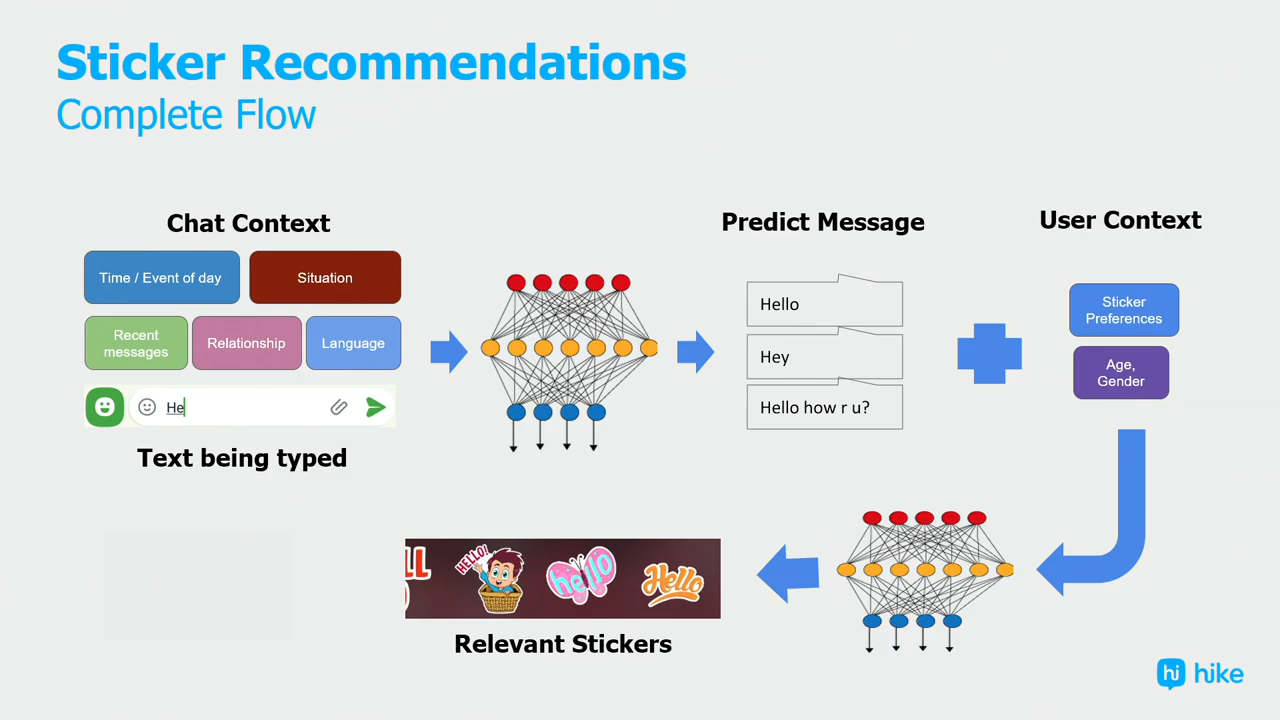 Sticker Recommendations
Complete Flow
Chat Context
Time / Event of day
Situation
Recent
messages
Relationship
Language
He
Text being typed
Predict Message
Hello
Hey
Hello how r u?
User Context
Sticker
Preferences
Age,
Gender
HELLO!
hello
Hello
Relevant Stickers
hi hike